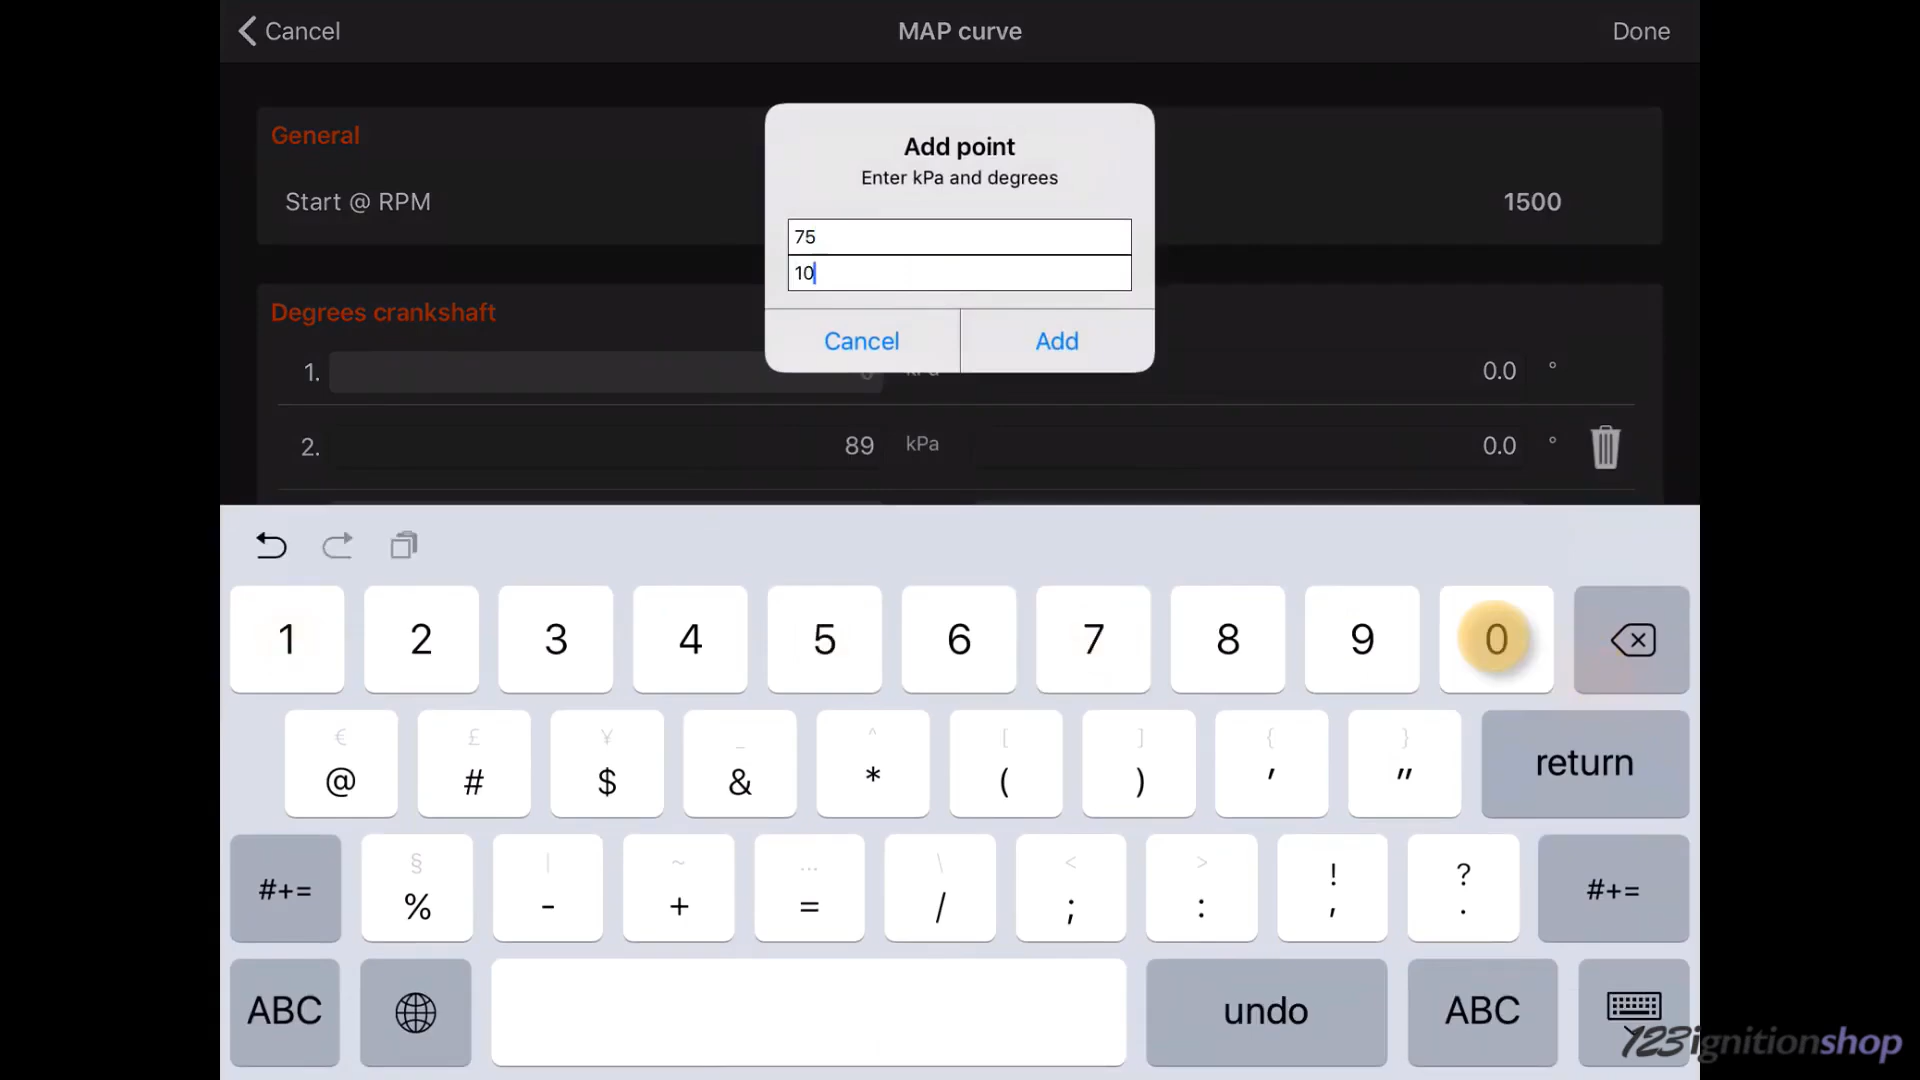 Cancel MAP curve Done
General
Start @ RPM 1500
Add point
Enter kPa and degrees
75
10
Cancel Add
Degrees crankshaft
1. 0 kPa 0.0 °
2. 89 kPa 0.0 °
1 2 3 4 5 6 7 8 9 0
€ £ ¥ _ ^ [ ] { }
@ # $ & * ( ) ' " return
§ | ~ … \ < > ! ?
#+= % - + = / ; : , . #+=
ABC undo ABC
123ignitionshop